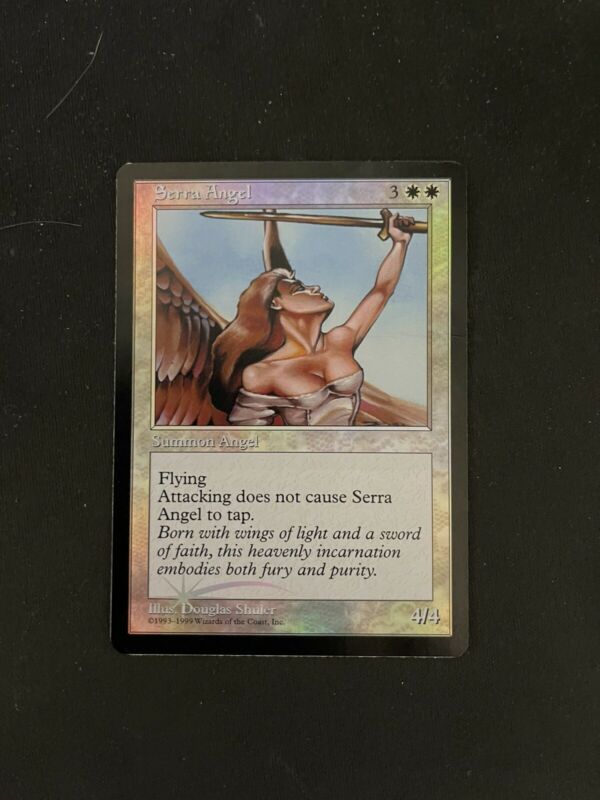 Serra Angel 3
Summon Angel
Flying
Attacking does not cause Serra
Angel to tap.
Born with wings of light and a sword
of faith, this heavenly incarnation
embodies both fury and purity.
Illus. Douglas Shuler
©1993-1999 Wizards of the Coast, Inc.
4/4